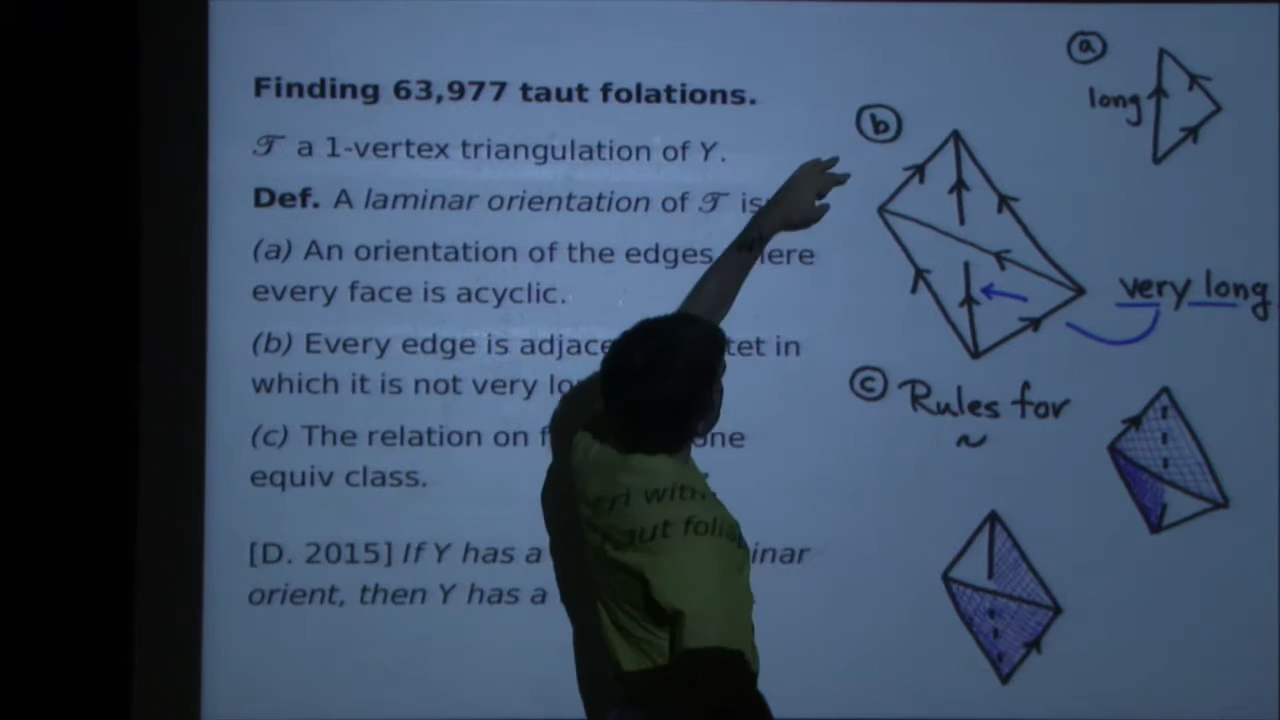 Finding 63,977 taut folations.
𝒯 a 1-vertex triangulation of Y.
Def. A laminar orientation of 𝒯 is
(a) An orientation of the edges
every face is acyclic.
(b) Every edge is tet in
which it is not very
(c) The relation on
equiv class.
[D. 2015] If Y has a
orient, then Y has a
ⓐ
long
ⓑ
very long
ⓒ Rules for
~